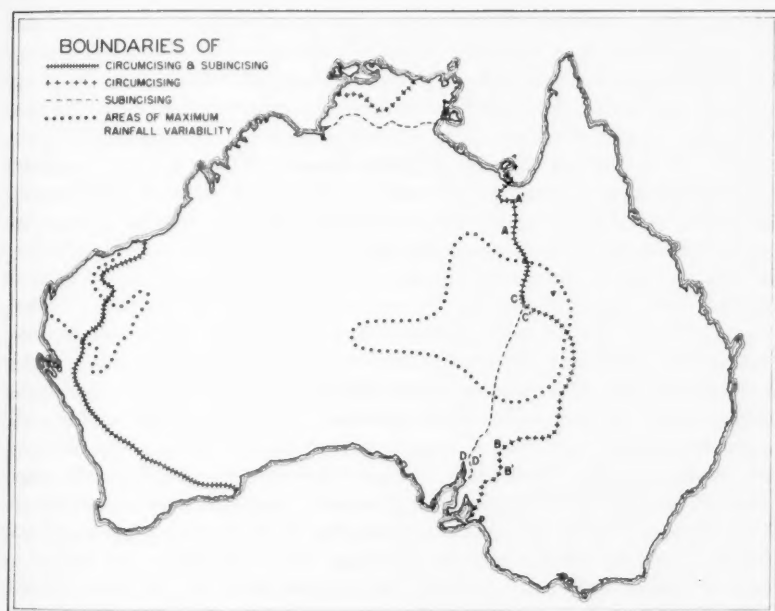 BOUNDARIES OF
CIRCUMCISING & SUBINCISING
CIRCUMCISING
SUBINCISING
AREAS OF MAXIMUM
RAINFALL VARIABILITY
A'
A
C
C'
B
B'
D
D'